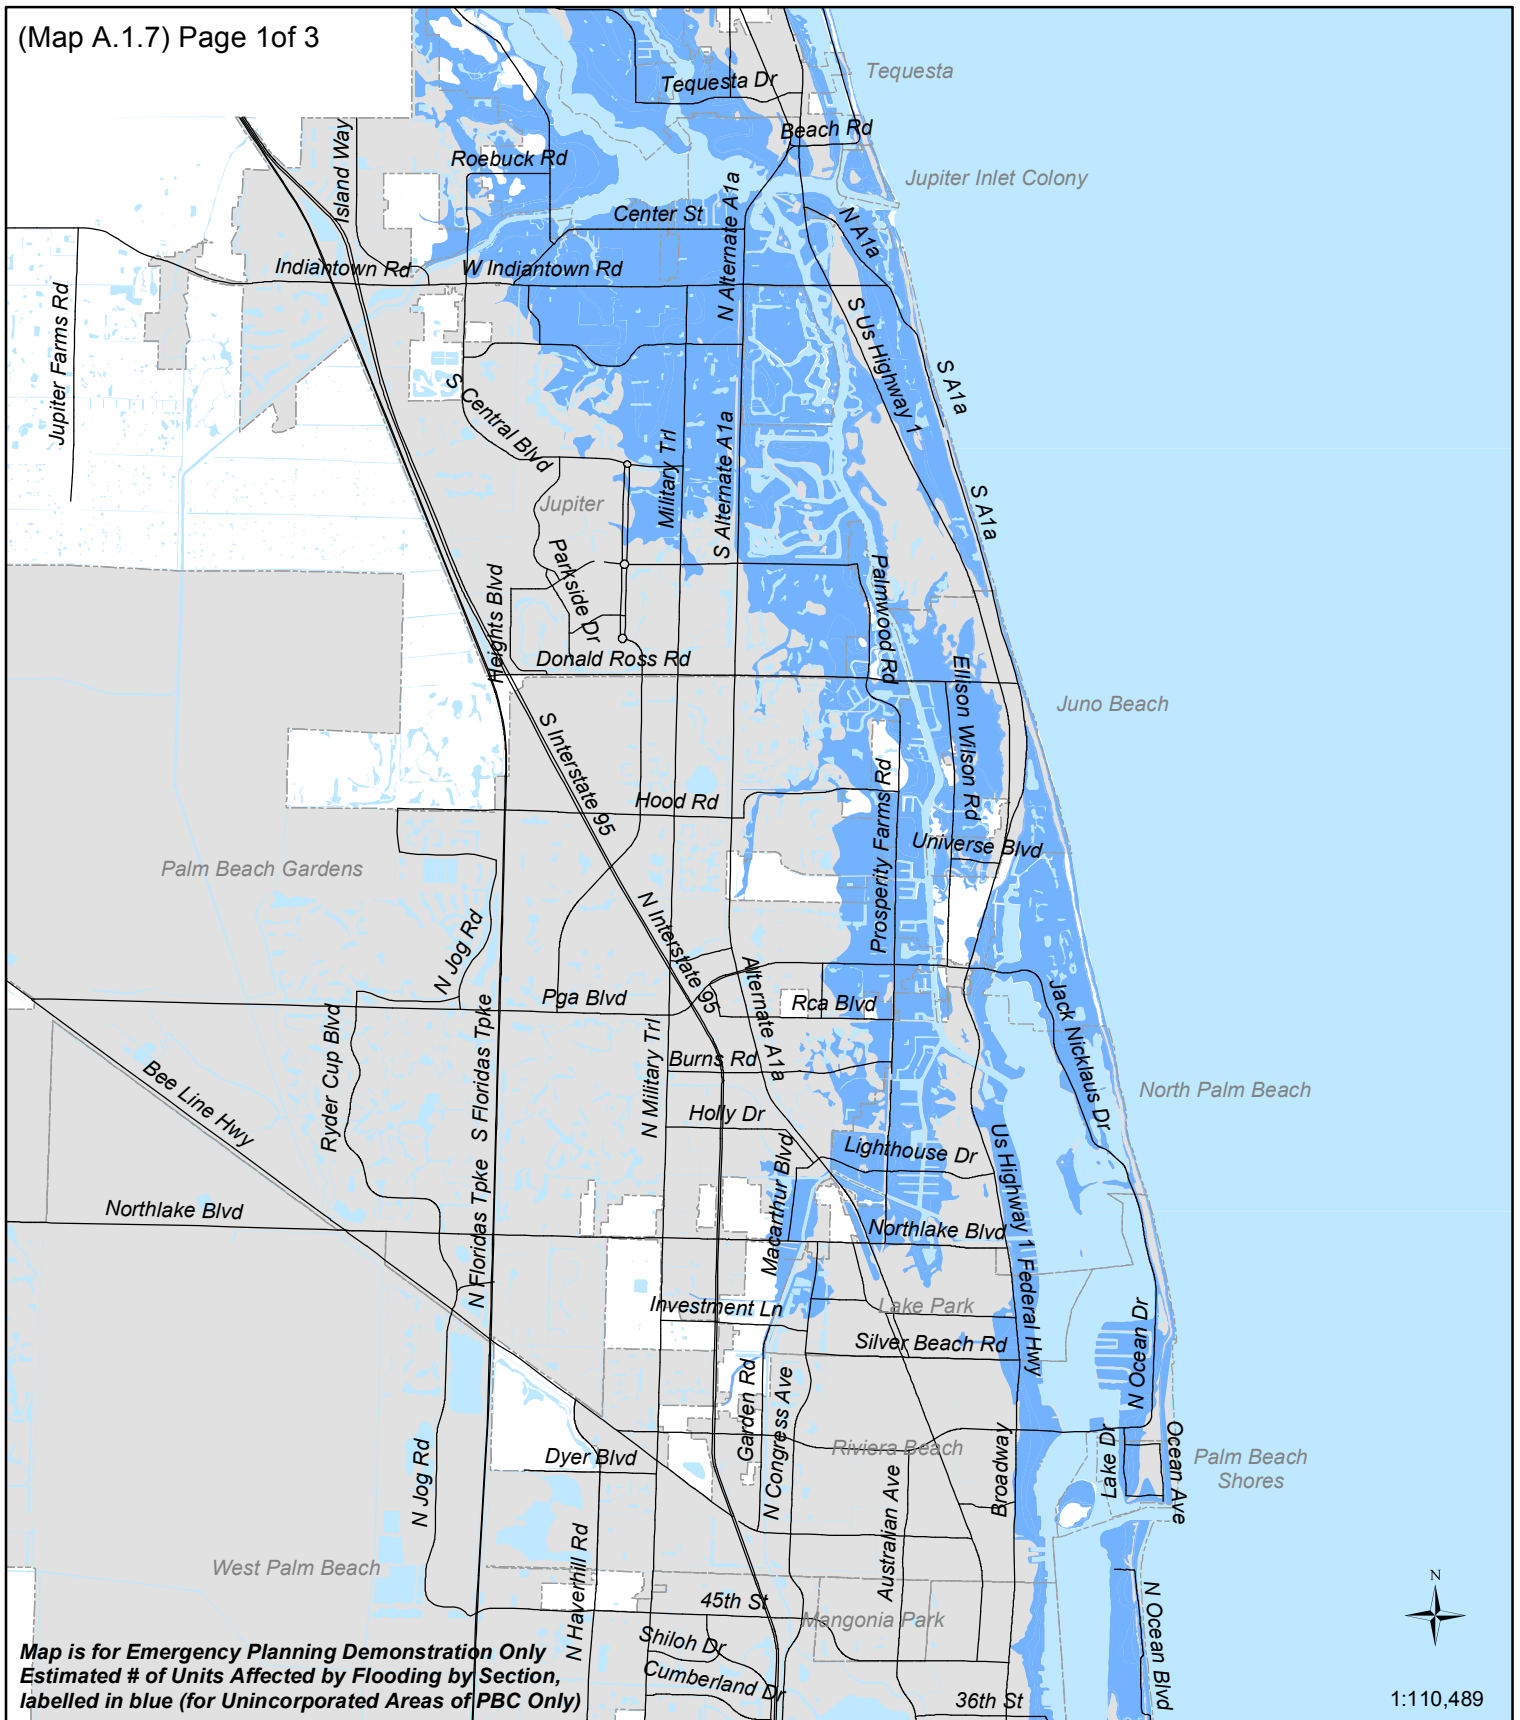 (Map A.1.7) Page 1of 3
Tequesta
Tequesta Dr
Beach Rd
Island Way
Roebuck Rd
Jupiter Inlet Colony
Center St
N Alternate A1a
N A1a
Indiantown Rd
W Indiantown Rd
Jupiter Farms Rd
S Us Highway 1
S A1a
S Central Blvd
Military Trl
S Alternate A1a
S A1a
Jupiter
Parkside Dr
Heights Blvd
Palmwood Rd
Donald Ross Rd
Ellison Wilson Rd
Juno Beach
S Interstate 95
Hood Rd
Prosperity Farms Rd
Universe Blvd
Palm Beach Gardens
N Jog Rd
N Interstate 95
Alternate A1a
Pga Blvd
Rca Blvd
Jack Nicklaus Dr
Ryder Cup Blvd
S Floridas Tpke
N Military Trl
Burns Rd
Bee Line Hwy
Holly Dr
North Palm Beach
Macarthur Blvd
Lighthouse Dr
Us Highway 1
Northlake Blvd
N Floridas Tpke
Northlake Blvd
Federal Hwy
Investment Ln
Lake Park
Silver Beach Rd
N Ocean Dr
Garden Rd
N Congress Ave
N Jog Rd
Dyer Blvd
Riviera Beach
Broadway
Lake Dr
Ocean Ave
Palm Beach
Shores
Australian Ave
West Palm Beach
N Haverhill Rd
45th St
Mangonia Park
N Ocean Blvd
N
Shiloh Dr
Cumberland Dr
36th St
Map is for Emergency Planning Demonstration Only
Estimated # of Units Affected by Flooding by Section,
labelled in blue (for Unincorporated Areas of PBC Only)
1:110,489